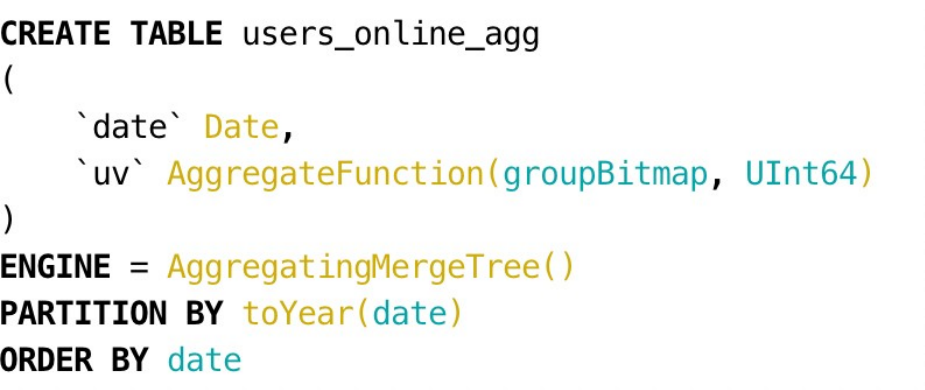 CREATE TABLE users_online_agg
(
    `date` Date,
    `uv` AggregateFunction(groupBitmap, UInt64)
)
ENGINE = AggregatingMergeTree()
PARTITION BY toYear(date)
ORDER BY date